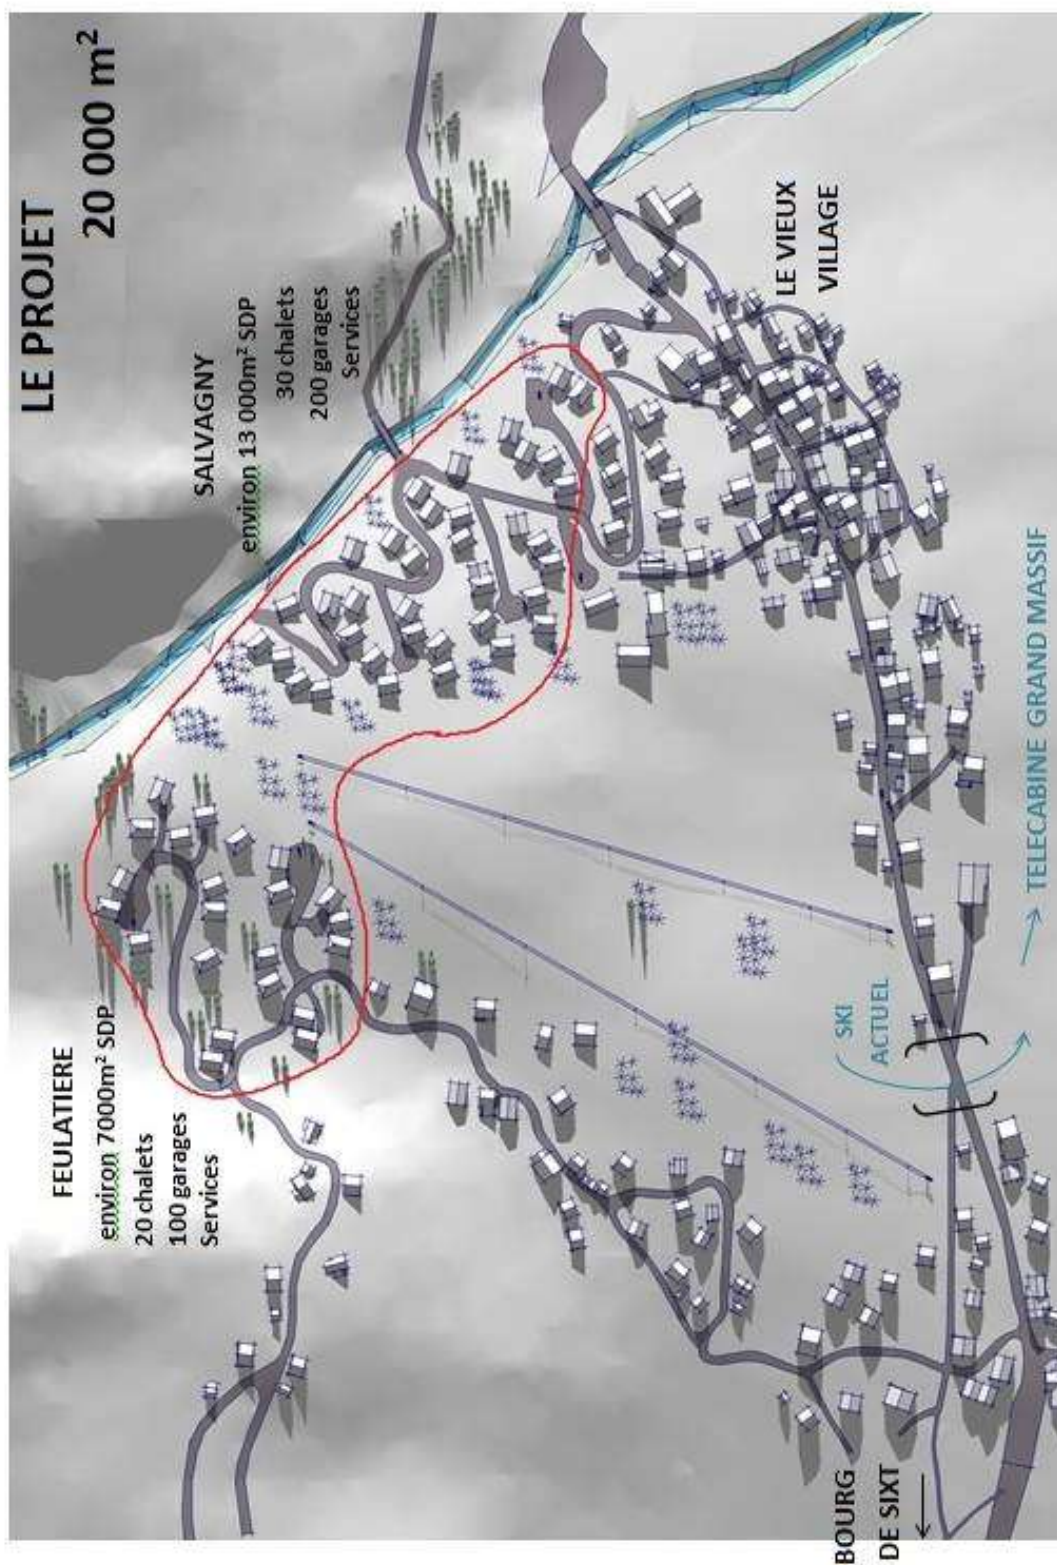 LE PROJET
20 000 m²
SALVAGNY
environ 13 000m² SDP
30 chalets
200 garages
Services
FEULATIERE
environ 7000m² SDP
20 chalets
100 garages
Services
LE VIEUX
VILLAGE
SKI
ACTUEL
→ TELECABINE GRAND MASSIF
BOURG
DE SIXT
←